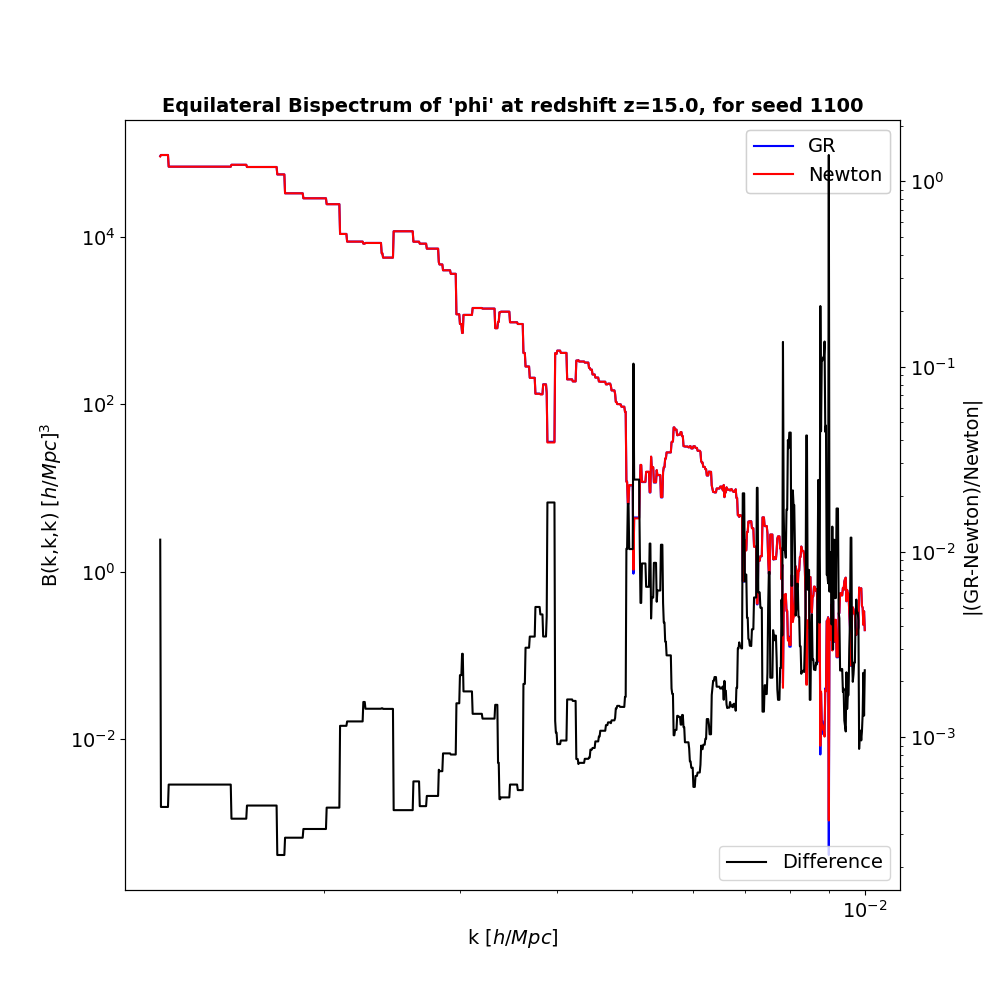 Equilateral Bispectrum of 'phi' at redshift z=15.0, for seed 1100
GR
Newton
10^4
10^2
10^0
10^−2
B(k,k,k) [h/Mpc]^3
10^0
10^−1
10^−2
10^−3
|(GR-Newton)/Newton|
Difference
10^−2
k [h/Mpc]